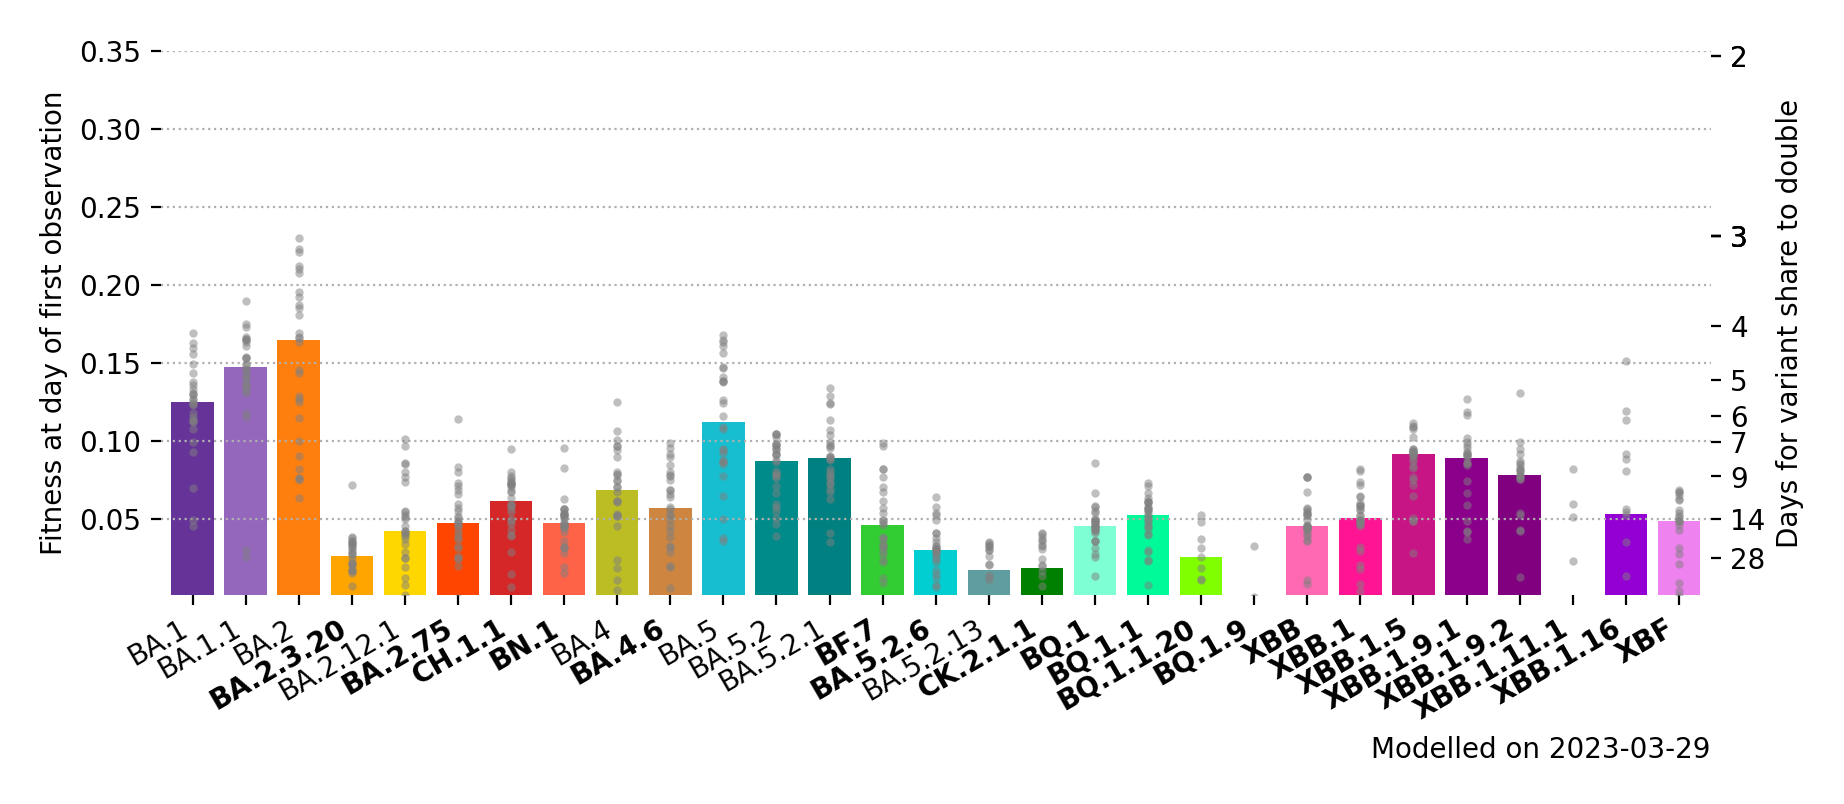 Fitness at day of first observation
0.35
0.30
0.25
0.20
0.15
0.10
0.05
2
3
4
5
6
7
9
14
28
Days for variant share to double
BA.1
BA.1.1
BA.2
BA.2.3.20
BA.2.12.1
BA.2.75
CH.1.1
BN.1
BA.4
BA.4.6
BA.5
BA.5.2
BA.5.2.1
BF.7
BA.5.2.6
BA.5.2.13
CK.2.1.1
BQ.1
BQ.1.1
BQ.1.1.20
BQ.1.9
XBB
XBB.1
XBB.1.5
XBB.1.9.1
XBB.1.9.2
XBB.1.11.1
XBB.1.16
XBF
Modelled on 2023-03-29